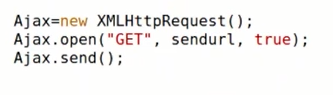 Ajax=new XMLHttpRequest();
Ajax.open("GET", sendurl, true);
Ajax.send();